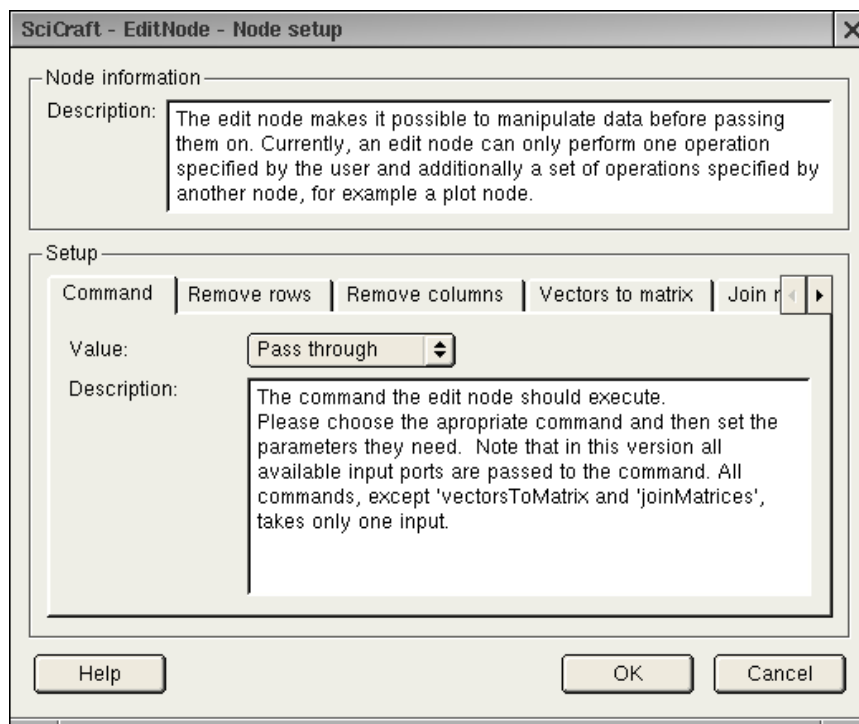 SciCraft - EditNode - Node setup
Node information
Description:
The edit node makes it possible to manipulate data before passing
them on. Currently, an edit node can only perform one operation
specified by the user and additionally a set of operations specified by
another node, for example a plot node.
Setup
Command Remove rows Remove columns Vectors to matrix Join
Value: Pass through
Description:
The command the edit node should execute.
Please choose the apropriate command and then set the
parameters they need. Note that in this version all
available input ports are passed to the command. All
commands, except 'vectorsToMatrix and 'joinMatrices',
takes only one input.
Help OK Cancel